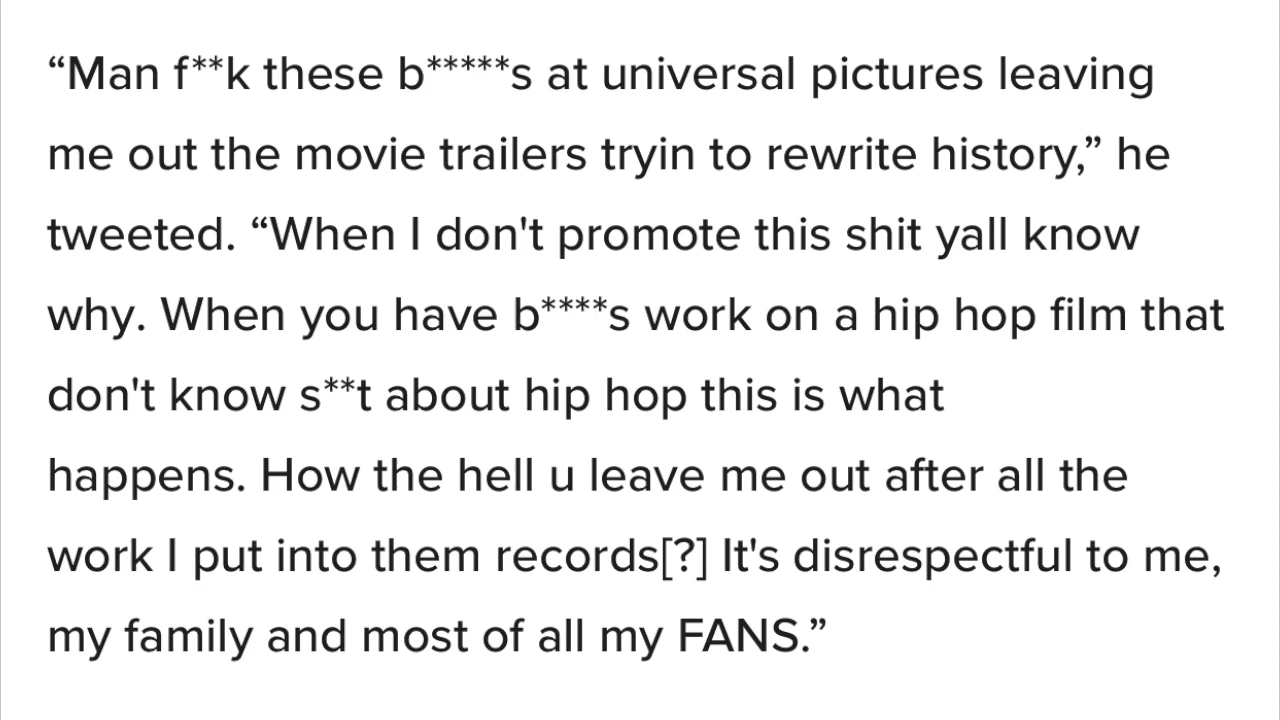 “Man f**k these b*****s at universal pictures leaving
me out the movie trailers tryin to rewrite history,” he
tweeted. “When I don't promote this shit yall know
why. When you have b****s work on a hip hop film that
don't know s**t about hip hop this is what
happens. How the hell u leave me out after all the
work I put into them records[?] It's disrespectful to me,
my family and most of all my FANS.”